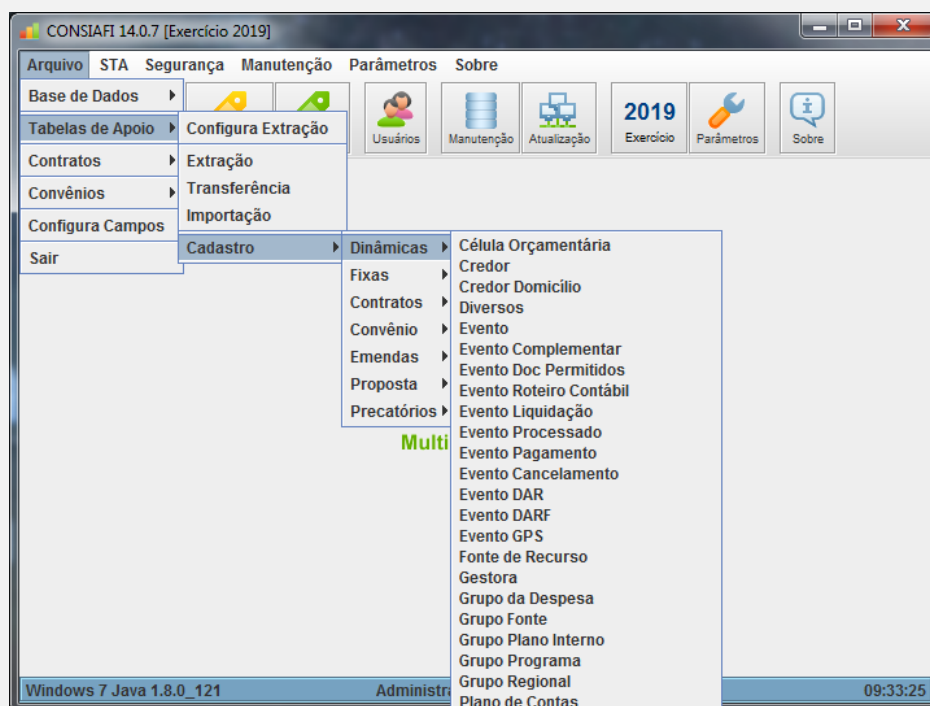 CONSIAFI 14.0.7 [Exercício 2019]
Arquivo STA Segurança Manutenção Parâmetros Sobre
Base de Dados
Tabelas de Apoio
Contratos
Convênios
Configura Campos
Sair
Configura Extração
Extração
Transferência
Importação
Cadastro
Usuários
Manutenção
Atualização
2019
Exercício
Parâmetros
Sobre
Dinâmicas
Fixas
Contratos
Convênio
Emendas
Proposta
Precatórios
Célula Orçamentária
Credor
Credor Domicílio
Diversos
Evento
Evento Complementar
Evento Doc Permitidos
Evento Roteiro Contábil
Evento Liquidação
Evento Processado
Evento Pagamento
Evento Cancelamento
Evento DAR
Evento DARF
Evento GPS
Fonte de Recurso
Gestora
Grupo da Despesa
Grupo Fonte
Grupo Plano Interno
Grupo Programa
Grupo Regional
Plano de Contas
Multi
Windows 7 Java 1.8.0_121
Administr
09:33:25